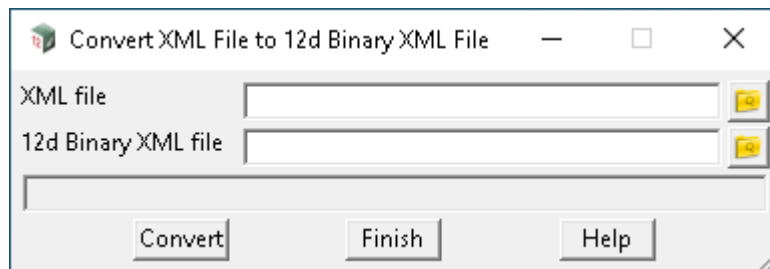 Convert XML File to 12d Binary XML File
XML file
12d Binary XML file
Convert Finish Help